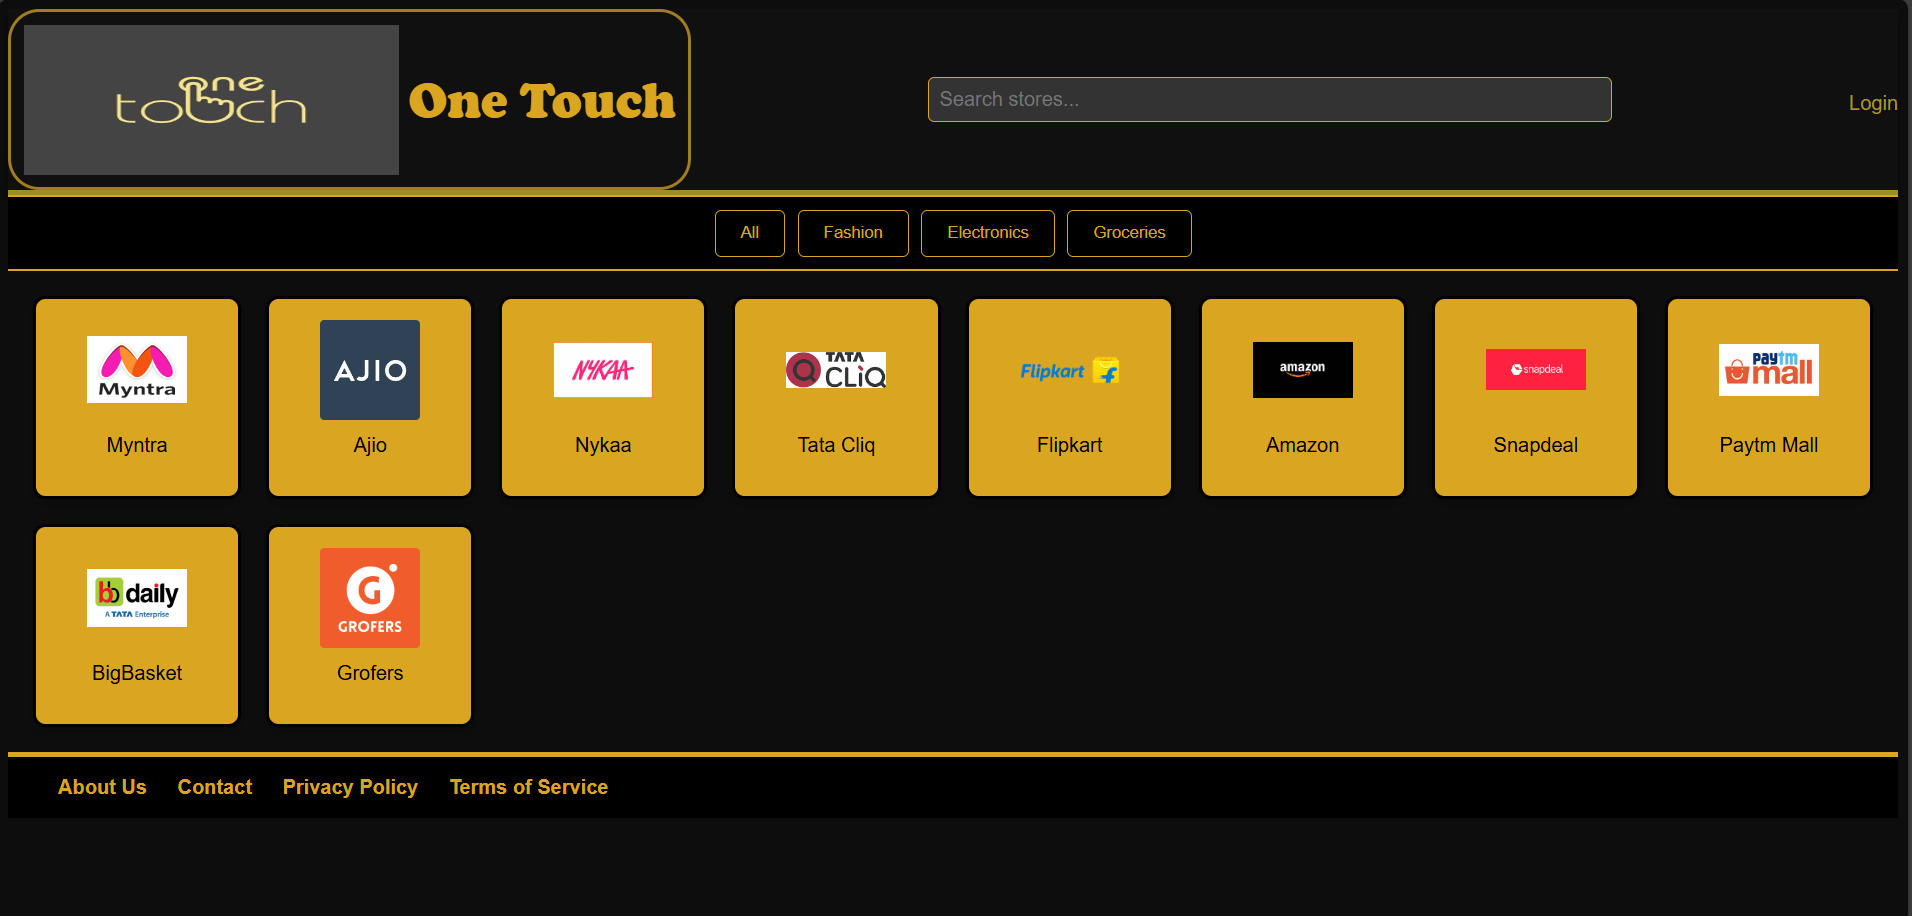 one
touch
One Touch
Search stores...
Login
All
Fashion
Electronics
Groceries
Myntra
Myntra
AJIO
Ajio
NYKAA
Nykaa
TATA
CLiQ
Tata Cliq
Flipkart
Flipkart
amazon
Amazon
snapdeal
Snapdeal
paytm
mall
Paytm Mall
bb daily
A TATA Enterprise
BigBasket
G
GROFERS
Grofers
About Us
Contact
Privacy Policy
Terms of Service